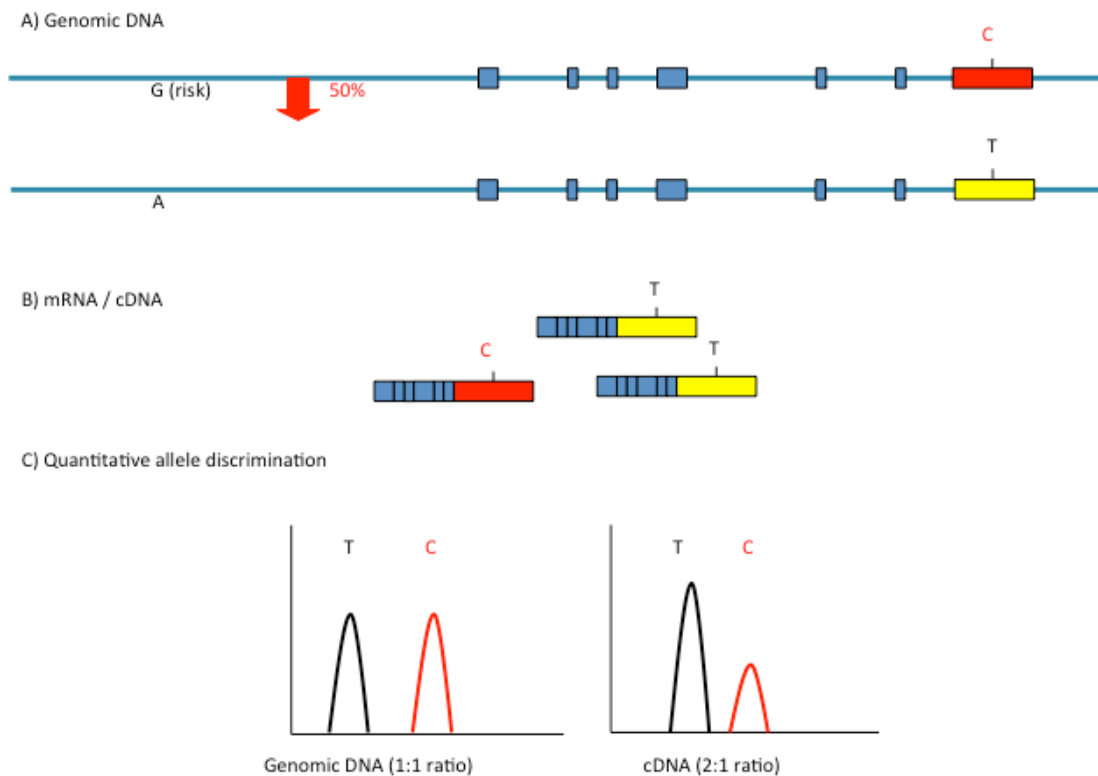 A) Genomic DNA
C
G (risk) 50%
T
A
B) mRNA / cDNA
T
C
T
C) Quantitative allele discrimination
T C
T C
Genomic DNA (1:1 ratio)
cDNA (2:1 ratio)